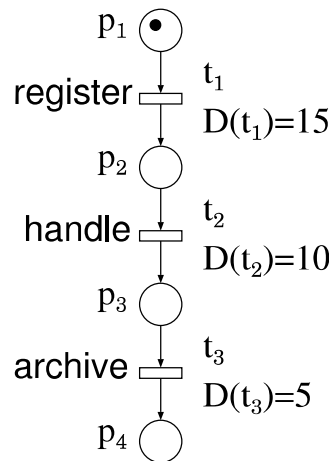 p₁
t₁
register
D(t₁)=15
p₂
t₂
handle
D(t₂)=10
p₃
t₃
archive
D(t₃)=5
p₄